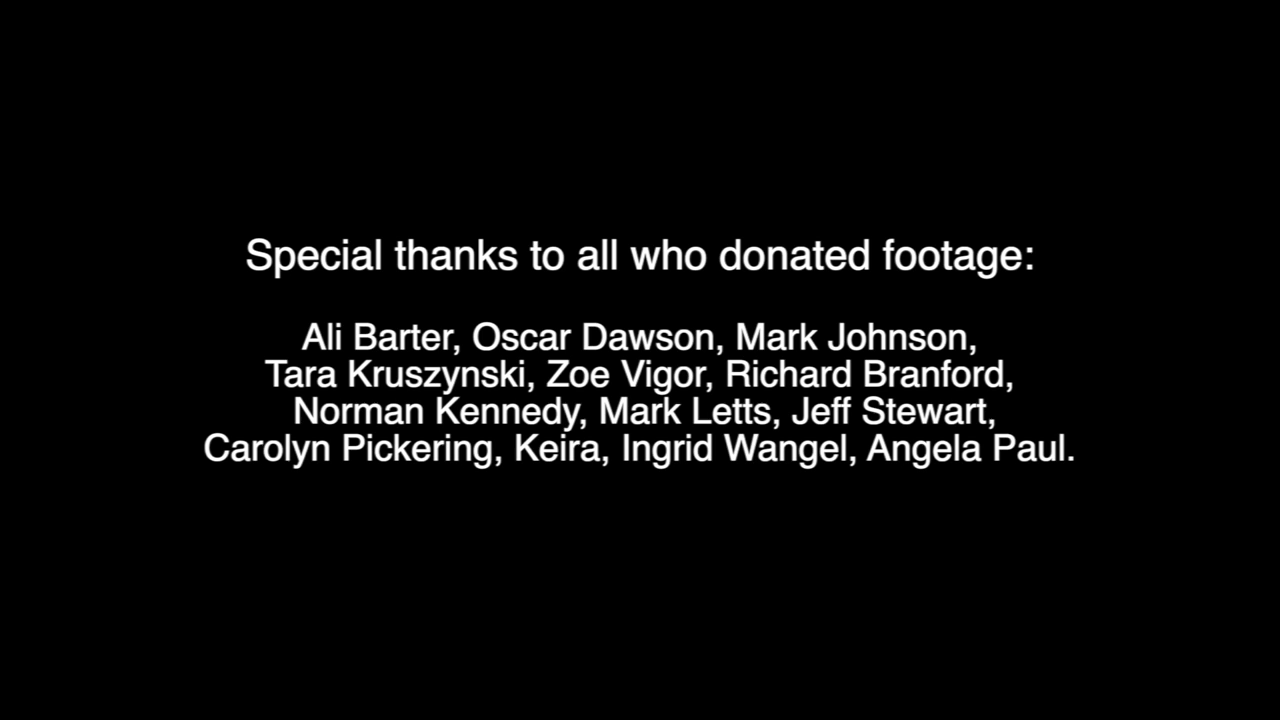 Special thanks to all who donated footage:
Ali Barter, Oscar Dawson, Mark Johnson,
Tara Kruszynski, Zoe Vigor, Richard Branford,
Norman Kennedy, Mark Letts, Jeff Stewart,
Carolyn Pickering, Keira, Ingrid Wangel, Angela Paul.